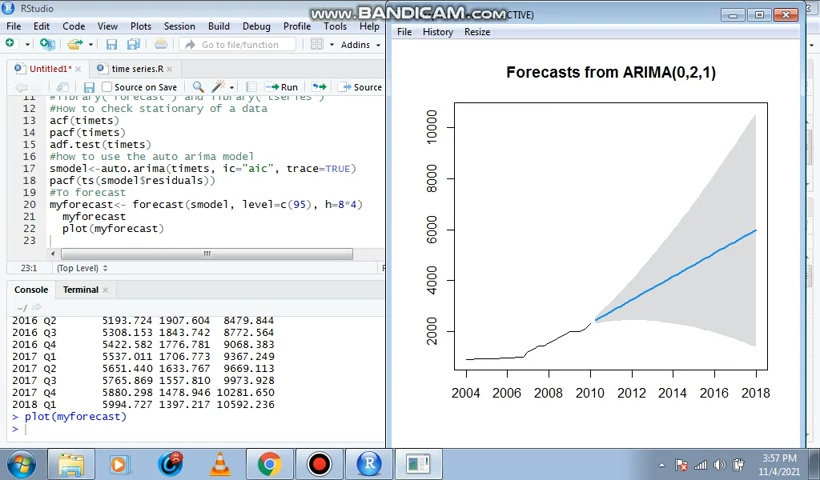 RStudio
www.BANDICAM.com
File Edit Code View Plots Session Build Debug Profile Tools Help
Go to file/function
Addins
Untitled1*
time series.R
Source on Save
Run
Source
12 #How to check stationary of a data
13 acf(timets)
14 pacf(timets)
15 adf.test(timets)
16 #how to use the auto arima model
17 smodel<-auto.arima(timets, ic="aic", trace=TRUE)
18 pacf(ts(smodel$residuals))
19 #To forecast
20 myforecast<- forecast(smodel, level=c(95), h=8*4)
21 myforecast
22 plot(myforecast)
23
23:1 (Top Level)
Console Terminal
~/
2016 Q2 5193.724 1907.604 8479.844
2016 Q3 5308.153 1843.742 8772.564
2016 Q4 5422.582 1776.781 9068.383
2017 Q1 5537.011 1706.773 9367.249
2017 Q2 5651.440 1633.767 9669.113
2017 Q3 5765.869 1557.810 9973.928
2017 Q4 5880.298 1478.946 10281.650
2018 Q1 5994.727 1397.217 10592.236
> plot(myforecast)
>
File History Resize
Forecasts from ARIMA(0,2,1)
10000
8000
6000
4000
2000
2004 2006 2008 2010 2012 2014 2016 2018
3:57 PM
11/4/2021